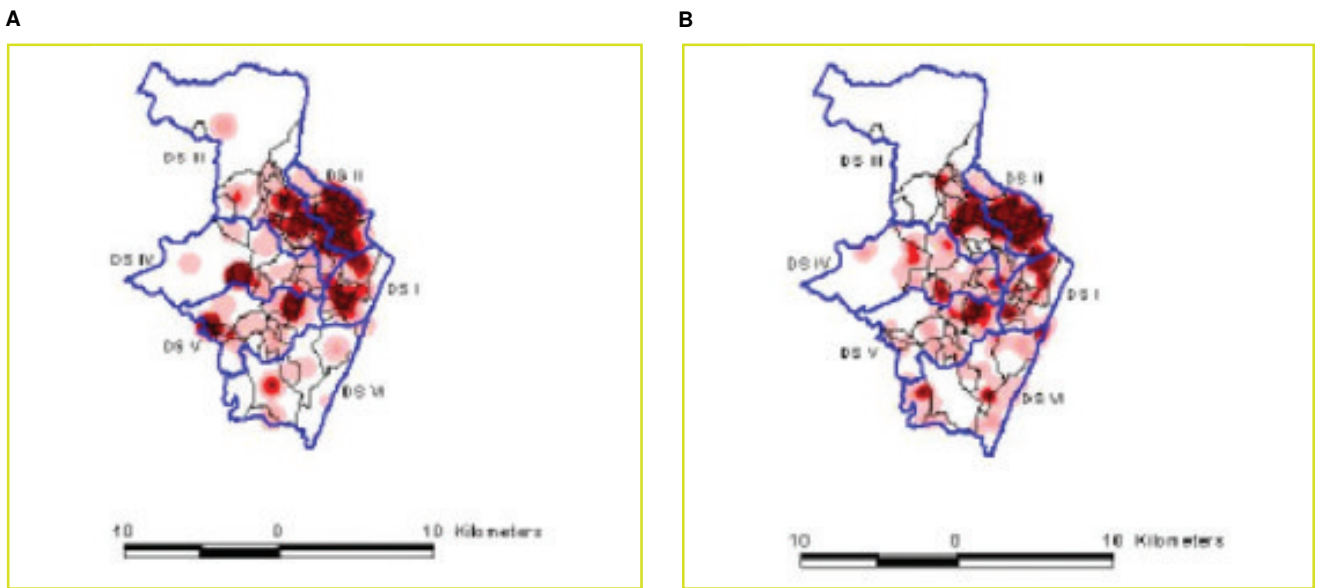 A
B
DS III
DS II
DS IV
DS I
DS V
DS VI
10 0 10 Kilometers
DS III
DS II
DS IV
DS I
DS V
DS VI
10 0 10 Kilometers